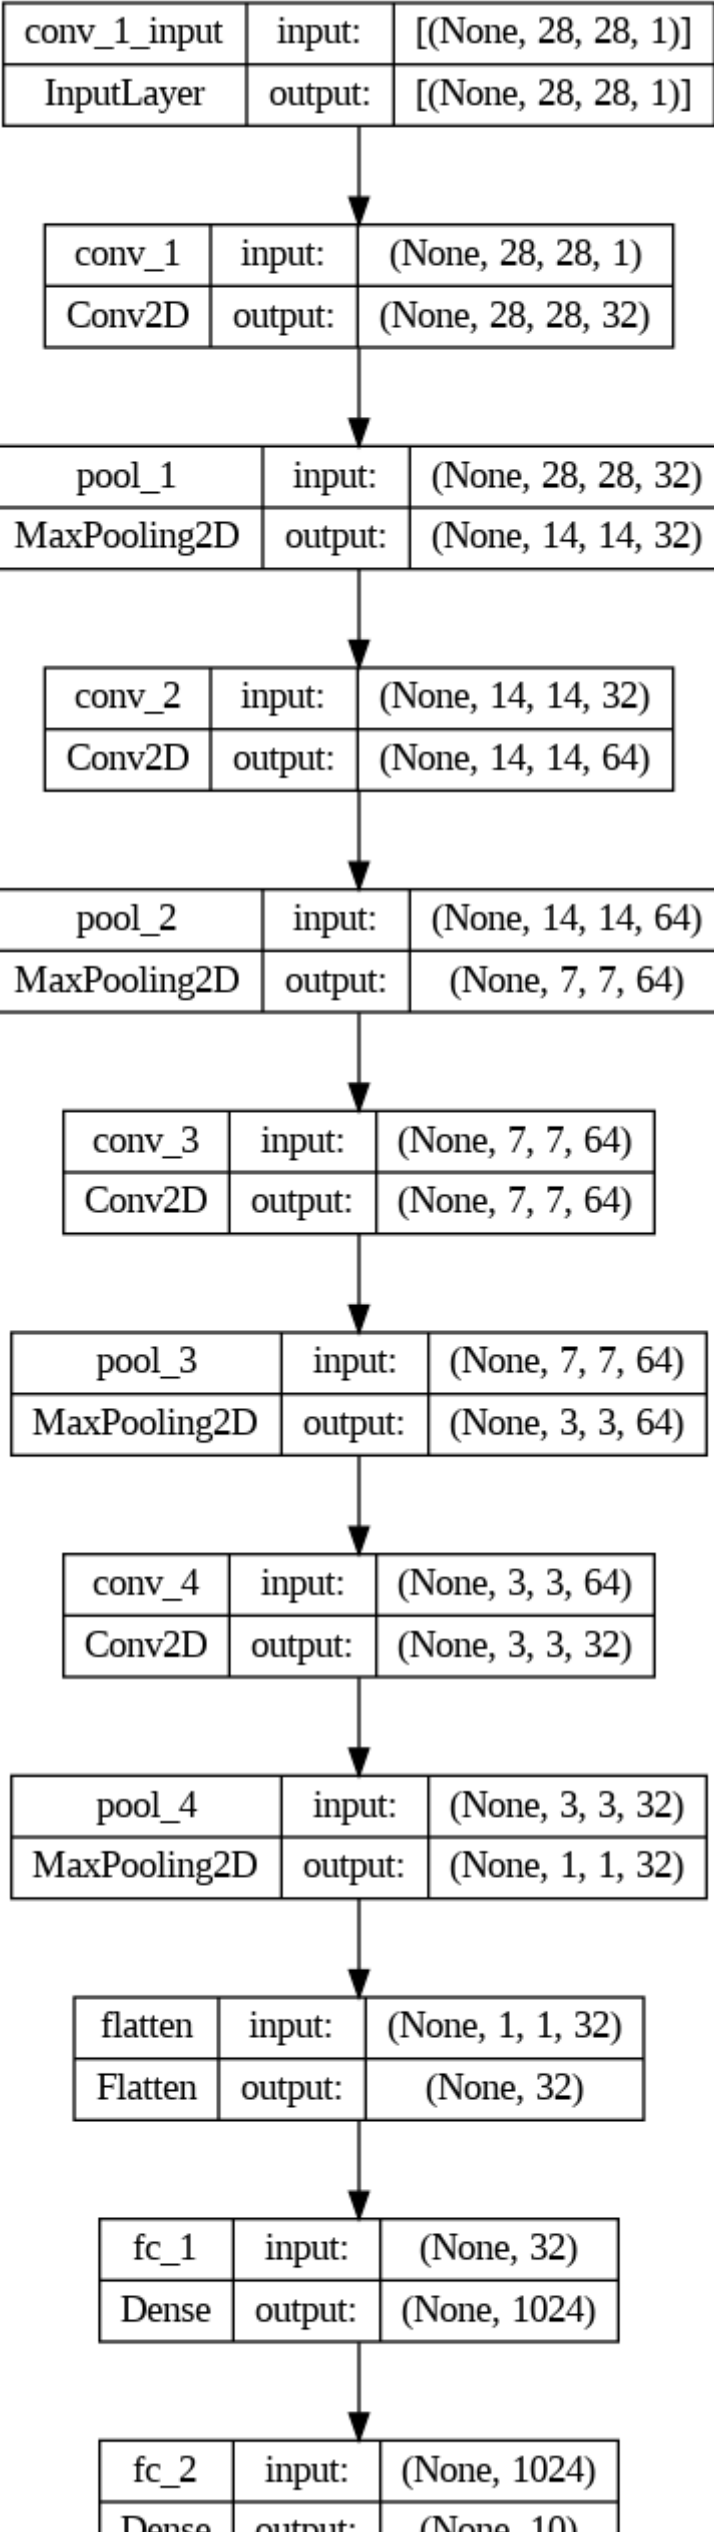 conv_1_input input: [(None, 28, 28, 1)]
InputLayer output: [(None, 28, 28, 1)]
conv_1 input: (None, 28, 28, 1)
Conv2D output: (None, 28, 28, 32)
pool_1 input: (None, 28, 28, 32)
MaxPooling2D output: (None, 14, 14, 32)
conv_2 input: (None, 14, 14, 32)
Conv2D output: (None, 14, 14, 64)
pool_2 input: (None, 14, 14, 64)
MaxPooling2D output: (None, 7, 7, 64)
conv_3 input: (None, 7, 7, 64)
Conv2D output: (None, 7, 7, 64)
pool_3 input: (None, 7, 7, 64)
MaxPooling2D output: (None, 3, 3, 64)
conv_4 input: (None, 3, 3, 64)
Conv2D output: (None, 3, 3, 32)
pool_4 input: (None, 3, 3, 32)
MaxPooling2D output: (None, 1, 1, 32)
flatten input: (None, 1, 1, 32)
Flatten output: (None, 32)
fc_1 input: (None, 32)
Dense output: (None, 1024)
fc_2 input: (None, 1024)
Dense output: (None, 10)